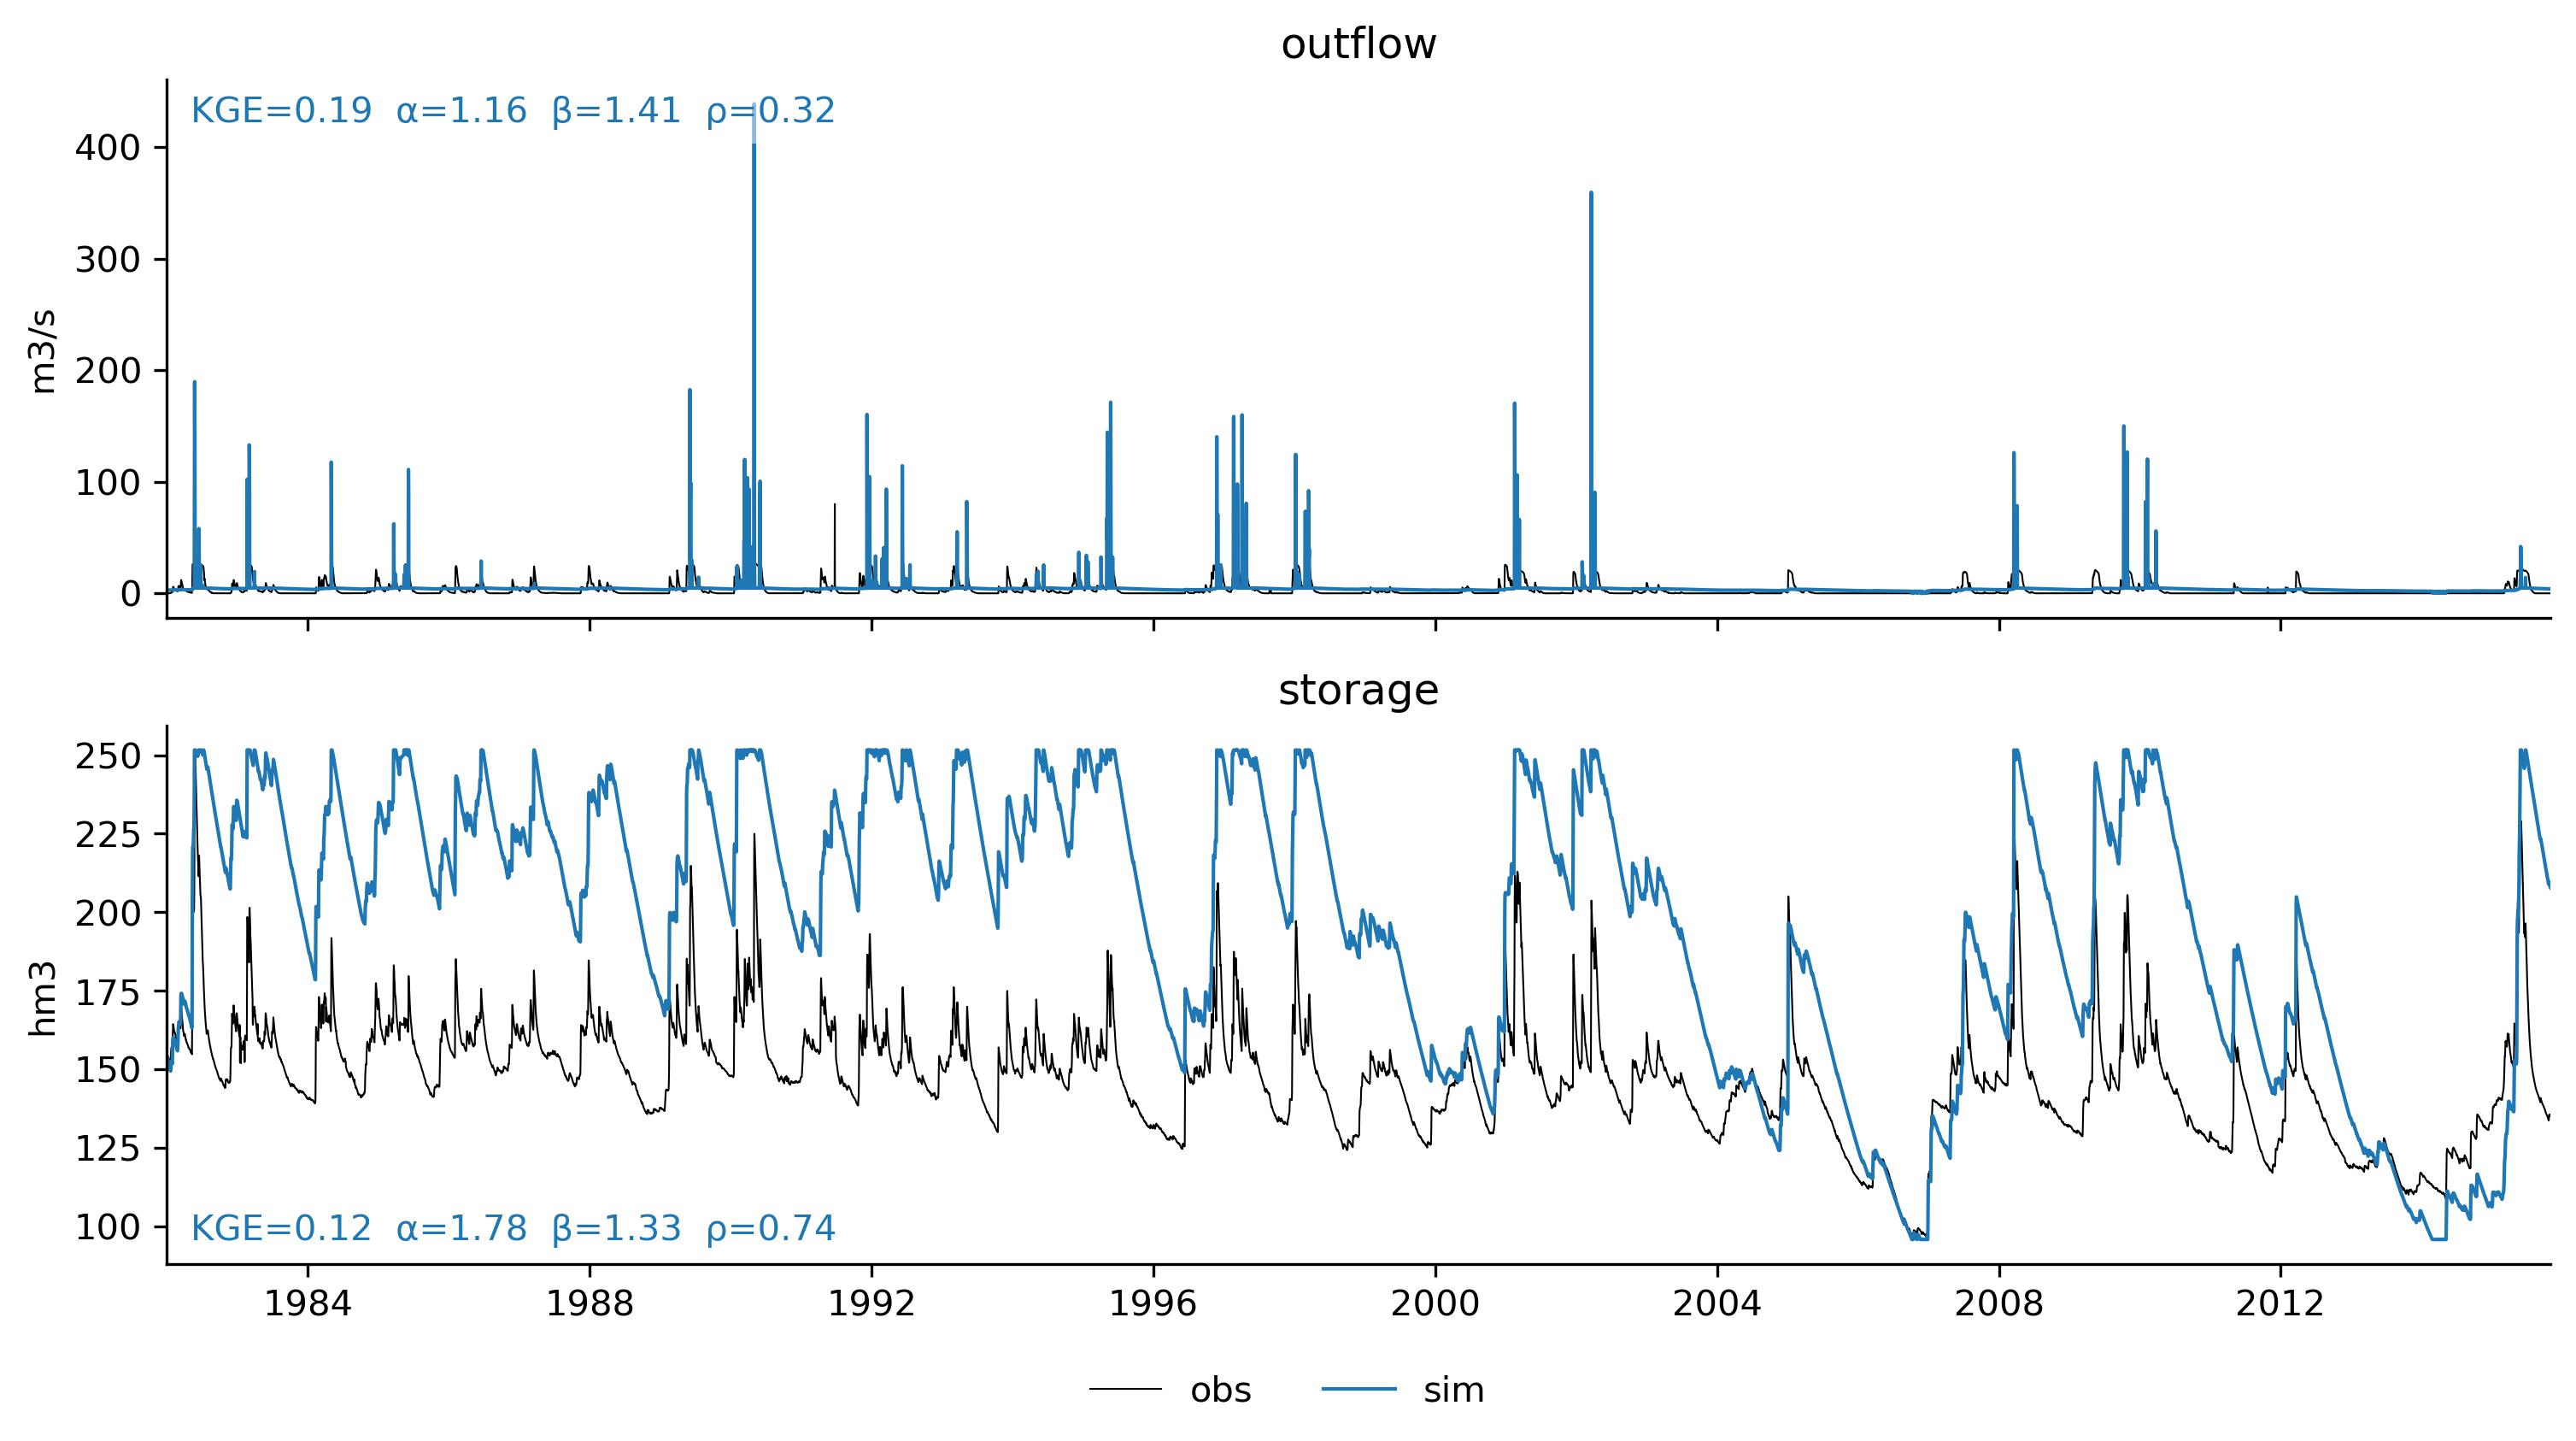 outflow
KGE=0.19 α=1.16 β=1.41 ρ=0.32
400
300
200
100
0
m3/s
storage
250
225
200
175
150
125
100
hm3
KGE=0.12 α=1.78 β=1.33 ρ=0.74
1984 1988 1992 1996 2000 2004 2008 2012
obs sim